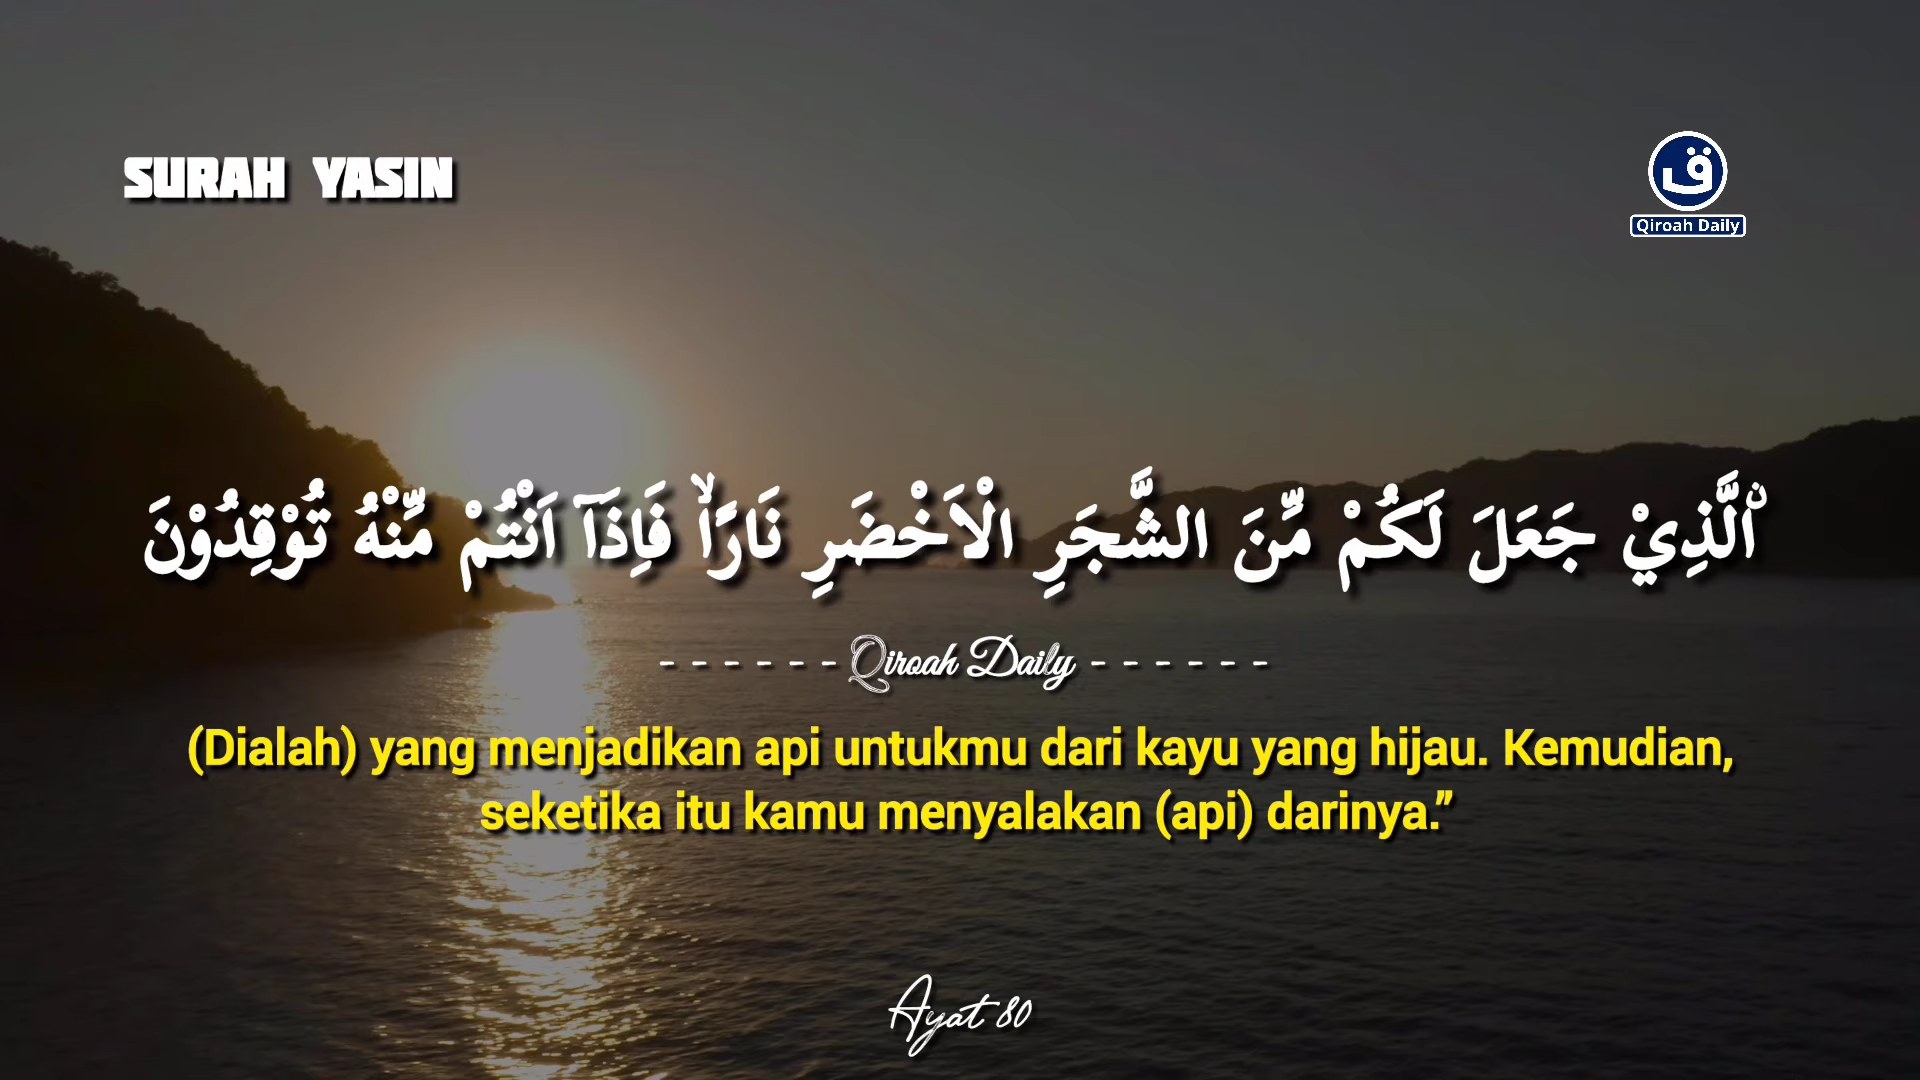 SURAH YASIN
ق
Qiroah Daily
ۨالَّذِيْ جَعَلَ لَكُمْ مِّنَ الشَّجَرِ الْاَخْضَرِ نَارًاۙ فَاِذَآ اَنْتُمْ مِّنْهُ تُوْقِدُوْنَ
- - - - - - Qiroah Daily - - - - - -
(Dialah) yang menjadikan api untukmu dari kayu yang hijau. Kemudian,
seketika itu kamu menyalakan (api) darinya.”
Ayat 80